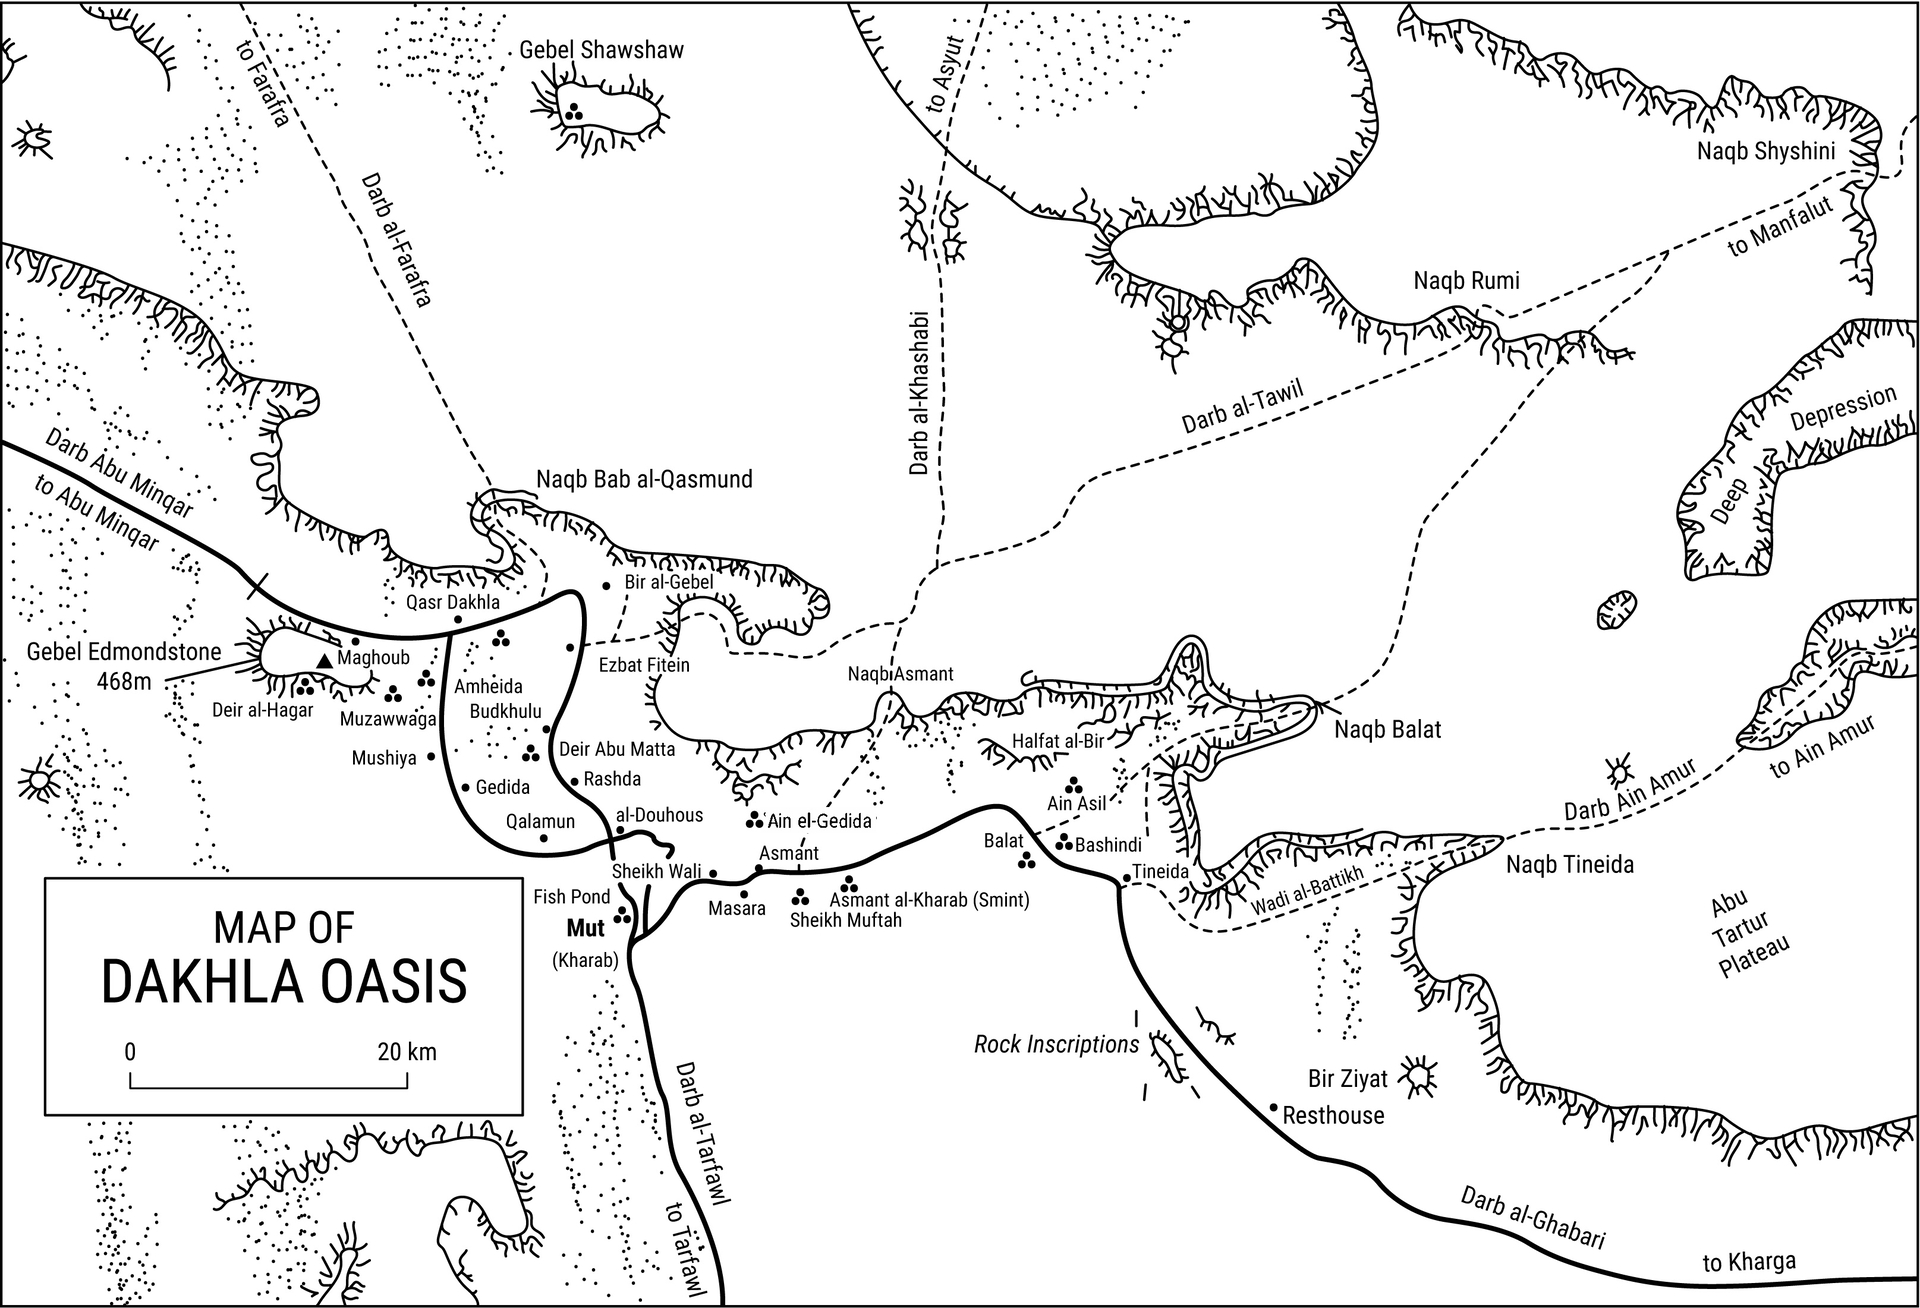 Gebel Shawshaw
to Farafra
to Asyut
Naqb Shyshini
Darb al-Farafra
to Manfalut
Naqb Rumi
Darb al-Khashabi
Darb al-Tawil
Depression
Deep
Darb Abu Minqar
to Abu Minqar
Naqb Bab al-Qasmund
Bir al-Gebel
Qasr Dakhla
Gebel Edmondstone
468m
Maghoub
Ezbat Fitein
Naqb Asmant
Amheida
Deir al-Hagar
Muzawwaga
Budkhulu
Naqb Balat
Halfat al-Bir
to Ain Amur
Mushiya
Deir Abu Matta
Rashda
Gedida
Darb Ain Amur
Ain Asil
Qalamun
al-Douhous
Ain el-Gedida
Balat
Bashindi
Asmant
Naqb Tineida
Sheikh Wali
Tineida
Wadi al-Battikh
Fish Pond
Masara
Asmant al-Kharab (Smint)
Sheikh Muftah
Mut
(Kharab)
Abu
Tartur
Plateau
MAP OF
DAKHLA OASIS
0 20 km
Rock Inscriptions
Bir Ziyat
Resthouse
Darb al-Tarfawl
to Tarfawl
Darb al-Ghabari
to Kharga